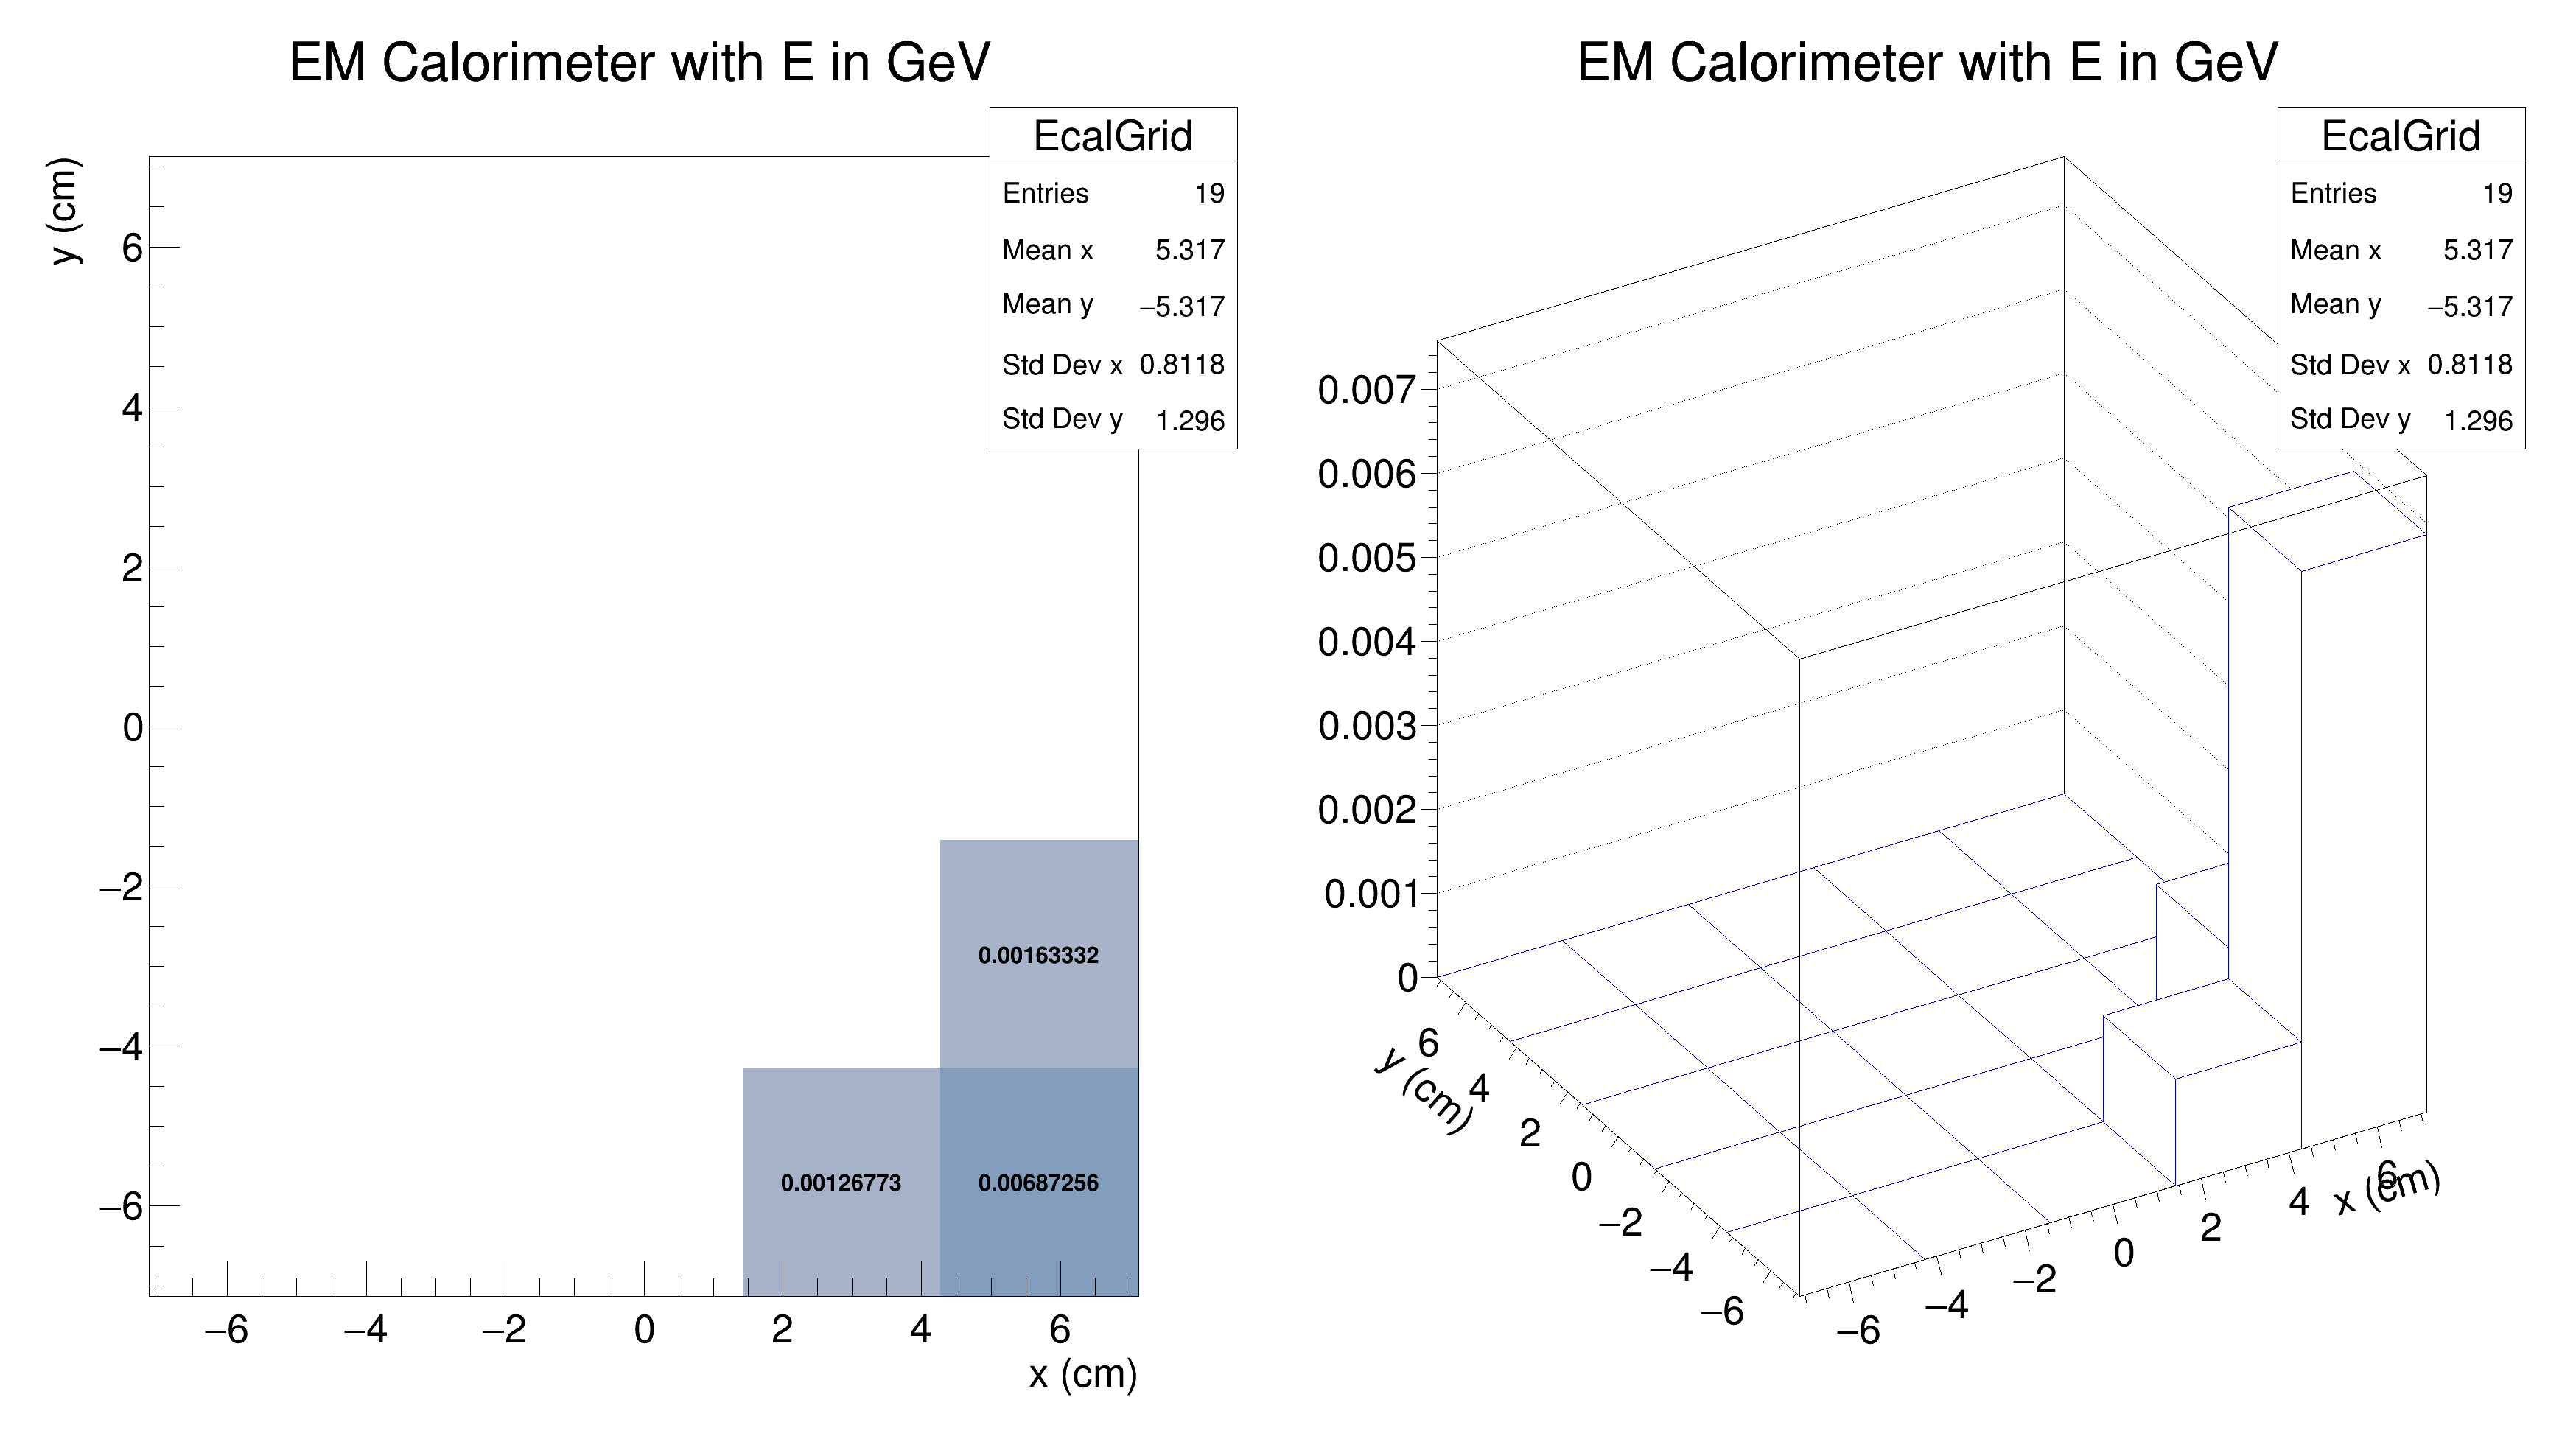 EM Calorimeter with E in GeV
EcalGrid
Entries 19
Mean x 5.317
Mean y −5.317
Std Dev x 0.8118
Std Dev y 1.296
y (cm)
6
4
2
0
−2
−4
−6
0.00163332
0.00126773 0.00687256
−6 −4 −2 0 2 4 6
x (cm)
EM Calorimeter with E in GeV
EcalGrid
Entries 19
Mean x 5.317
Mean y −5.317
Std Dev x 0.8118
Std Dev y 1.296
0.007
0.006
0.005
0.004
0.003
0.002
0.001
0
6
4
2
0
−2
−4
−6
y (cm)
−6
−4
−2
0
2
4
6
x (cm)